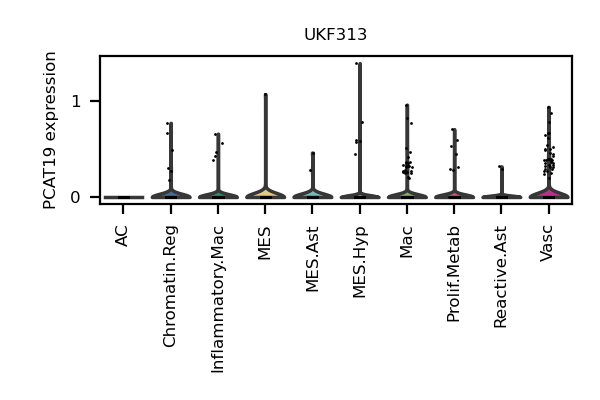 UKF313
PCAT19 expression
1
0
AC
Chromatin.Reg
Inflammatory.Mac
MES
MES.Ast
MES.Hyp
Mac
Prolif.Metab
Reactive.Ast
Vasc